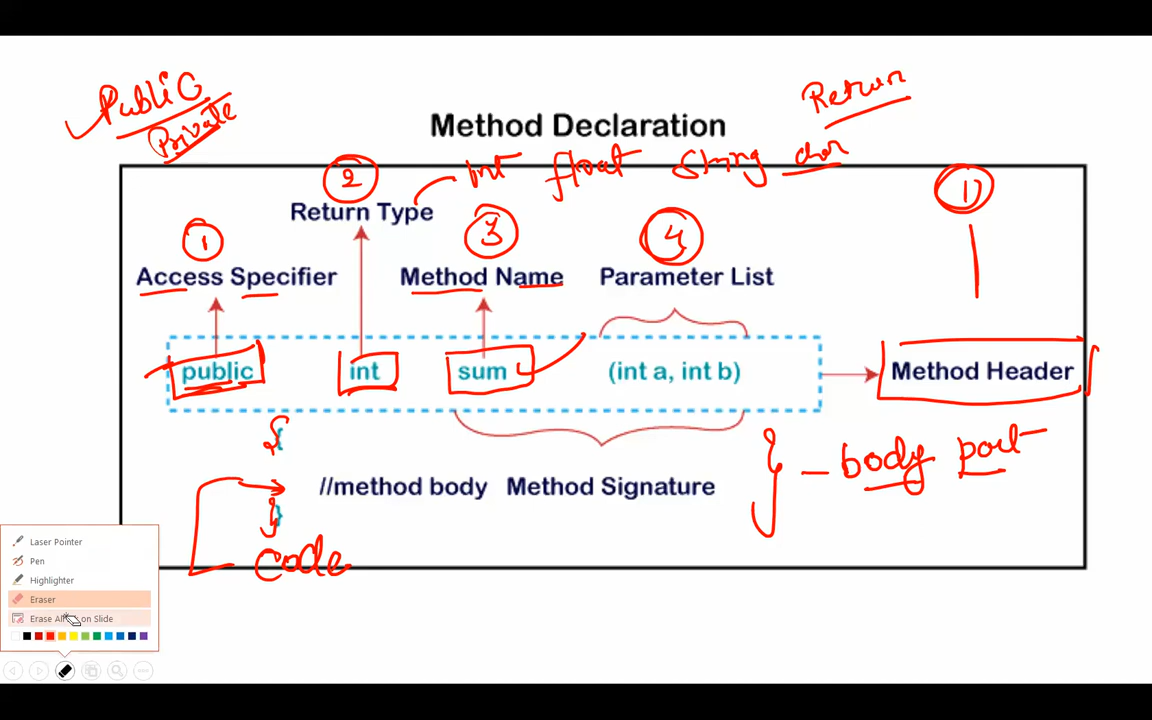 Public
Private
Return
Method Declaration
2
int float String char
1)
Return Type
1
3
4
Access Specifier
Method Name
Parameter List
public int sum (int a, int b)
Method Header
{
} - body part
//method body Method Signature
}
Code
Laser Pointer
Pen
Highlighter
Eraser
Erase All on Slide